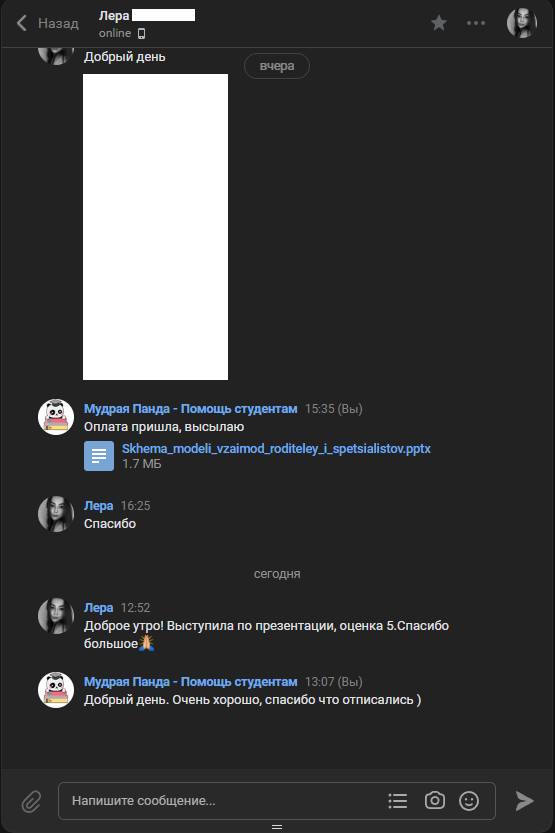 Назад
Лера
online
Добрый день
вчера
Мудрая Панда - Помощь студентам 15:35 (Вы)
Оплата пришла, высылаю
Skhema_modeli_vzaimod_roditeley_i_spetsialistov.pptx
1.7 МБ
Лера 16:25
Спасибо
сегодня
Лера 12:52
Доброе утро! Выступила по презентации, оценка 5.Спасибо
большое🙏
Мудрая Панда - Помощь студентам 13:07 (Вы)
Добрый день. Очень хорошо, спасибо что отписались )
Напишите сообщение...